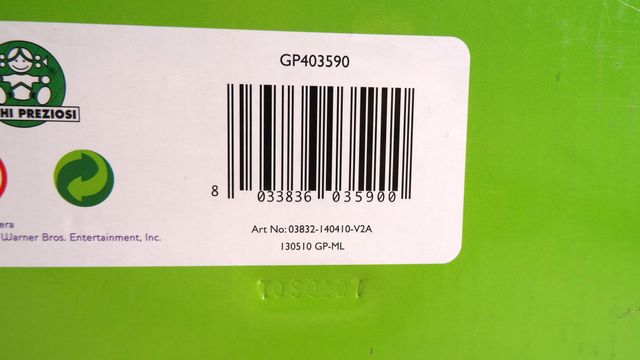 GP403590
HI PREZIOSI
8 033836 035900
era
Warner Bros. Entertainment, Inc.
Art No: 03832-140410-V2A
130510 GP-ML